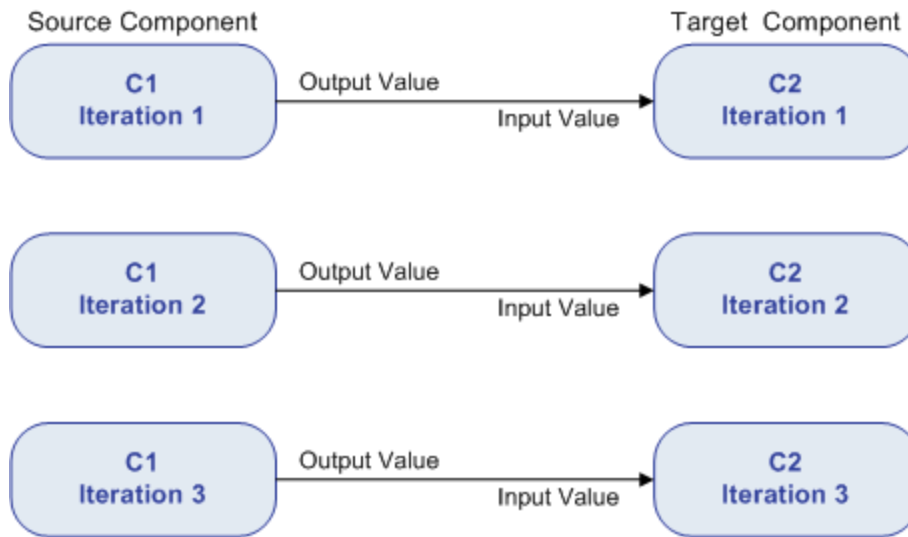 Source Component
Target Component
C1
Iteration 1
Output Value
Input Value
C2
Iteration 1
C1
Iteration 2
Output Value
Input Value
C2
Iteration 2
C1
Iteration 3
Output Value
Input Value
C2
Iteration 3